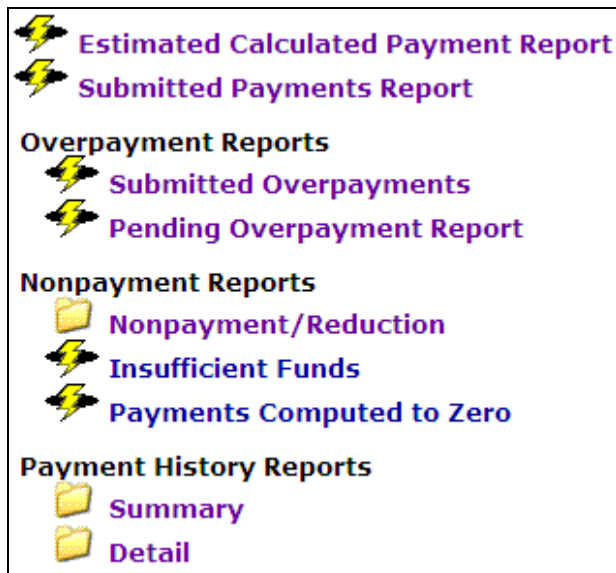 Estimated Calculated Payment Report
Submitted Payments Report
Overpayment Reports
Submitted Overpayments
Pending Overpayment Report
Nonpayment Reports
Nonpayment/Reduction
Insufficient Funds
Payments Computed to Zero
Payment History Reports
Summary
Detail